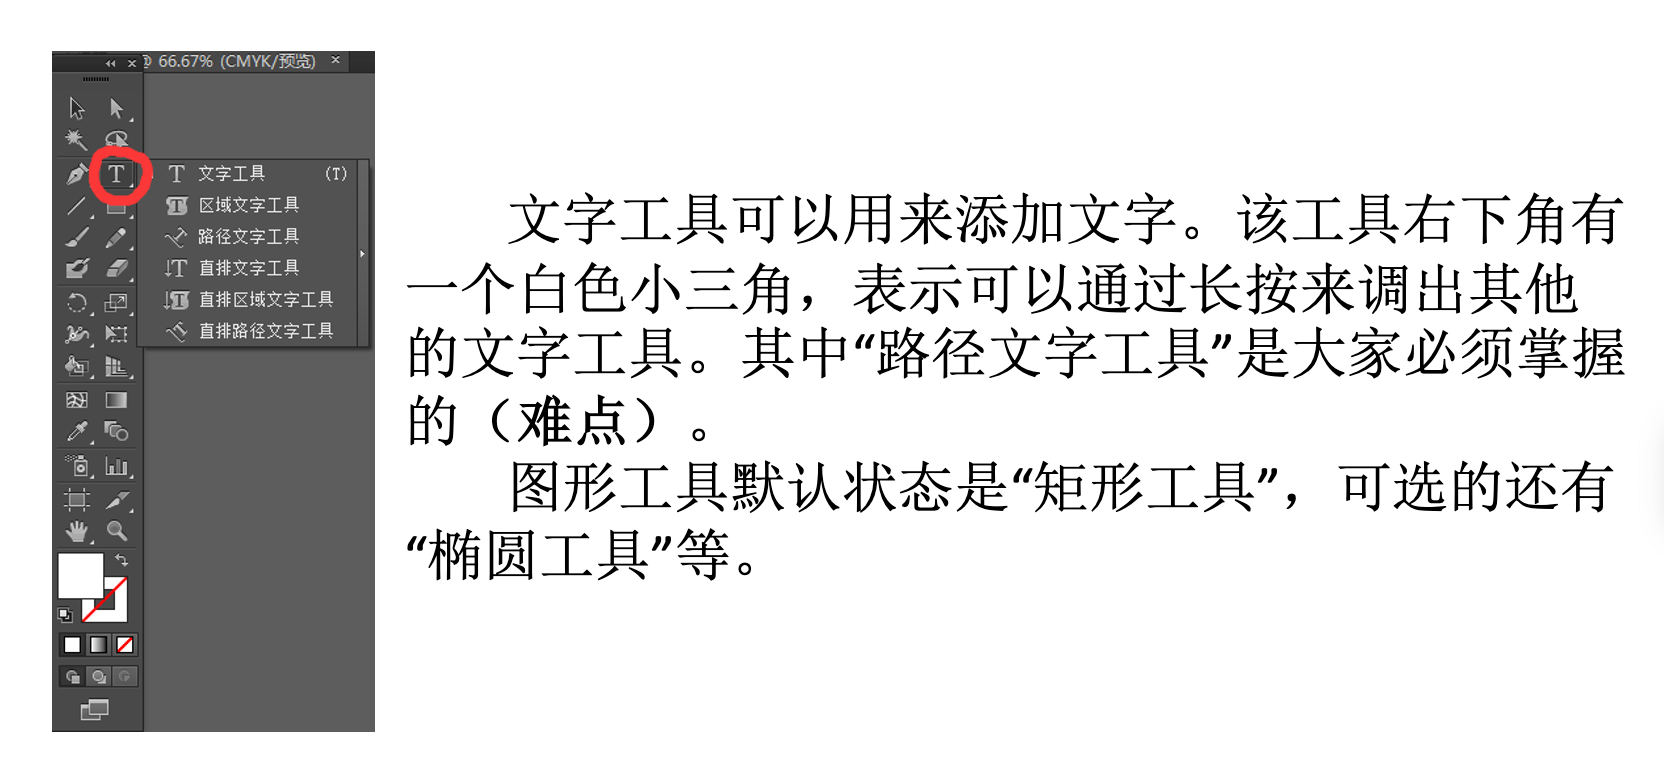 @ 66.67% (CMYK/预览) ×
T 文字工具 (T)
区域文字工具
路径文字工具
直排文字工具
直排区域文字工具
直排路径文字工具
文字工具可以用来添加文字。该工具右下角有
一个白色小三角，表示可以通过长按来调出其他
的文字工具。其中“路径文字工具”是大家必须掌握
的（难点）。
图形工具默认状态是“矩形工具”，可选的还有
“椭圆工具”等。